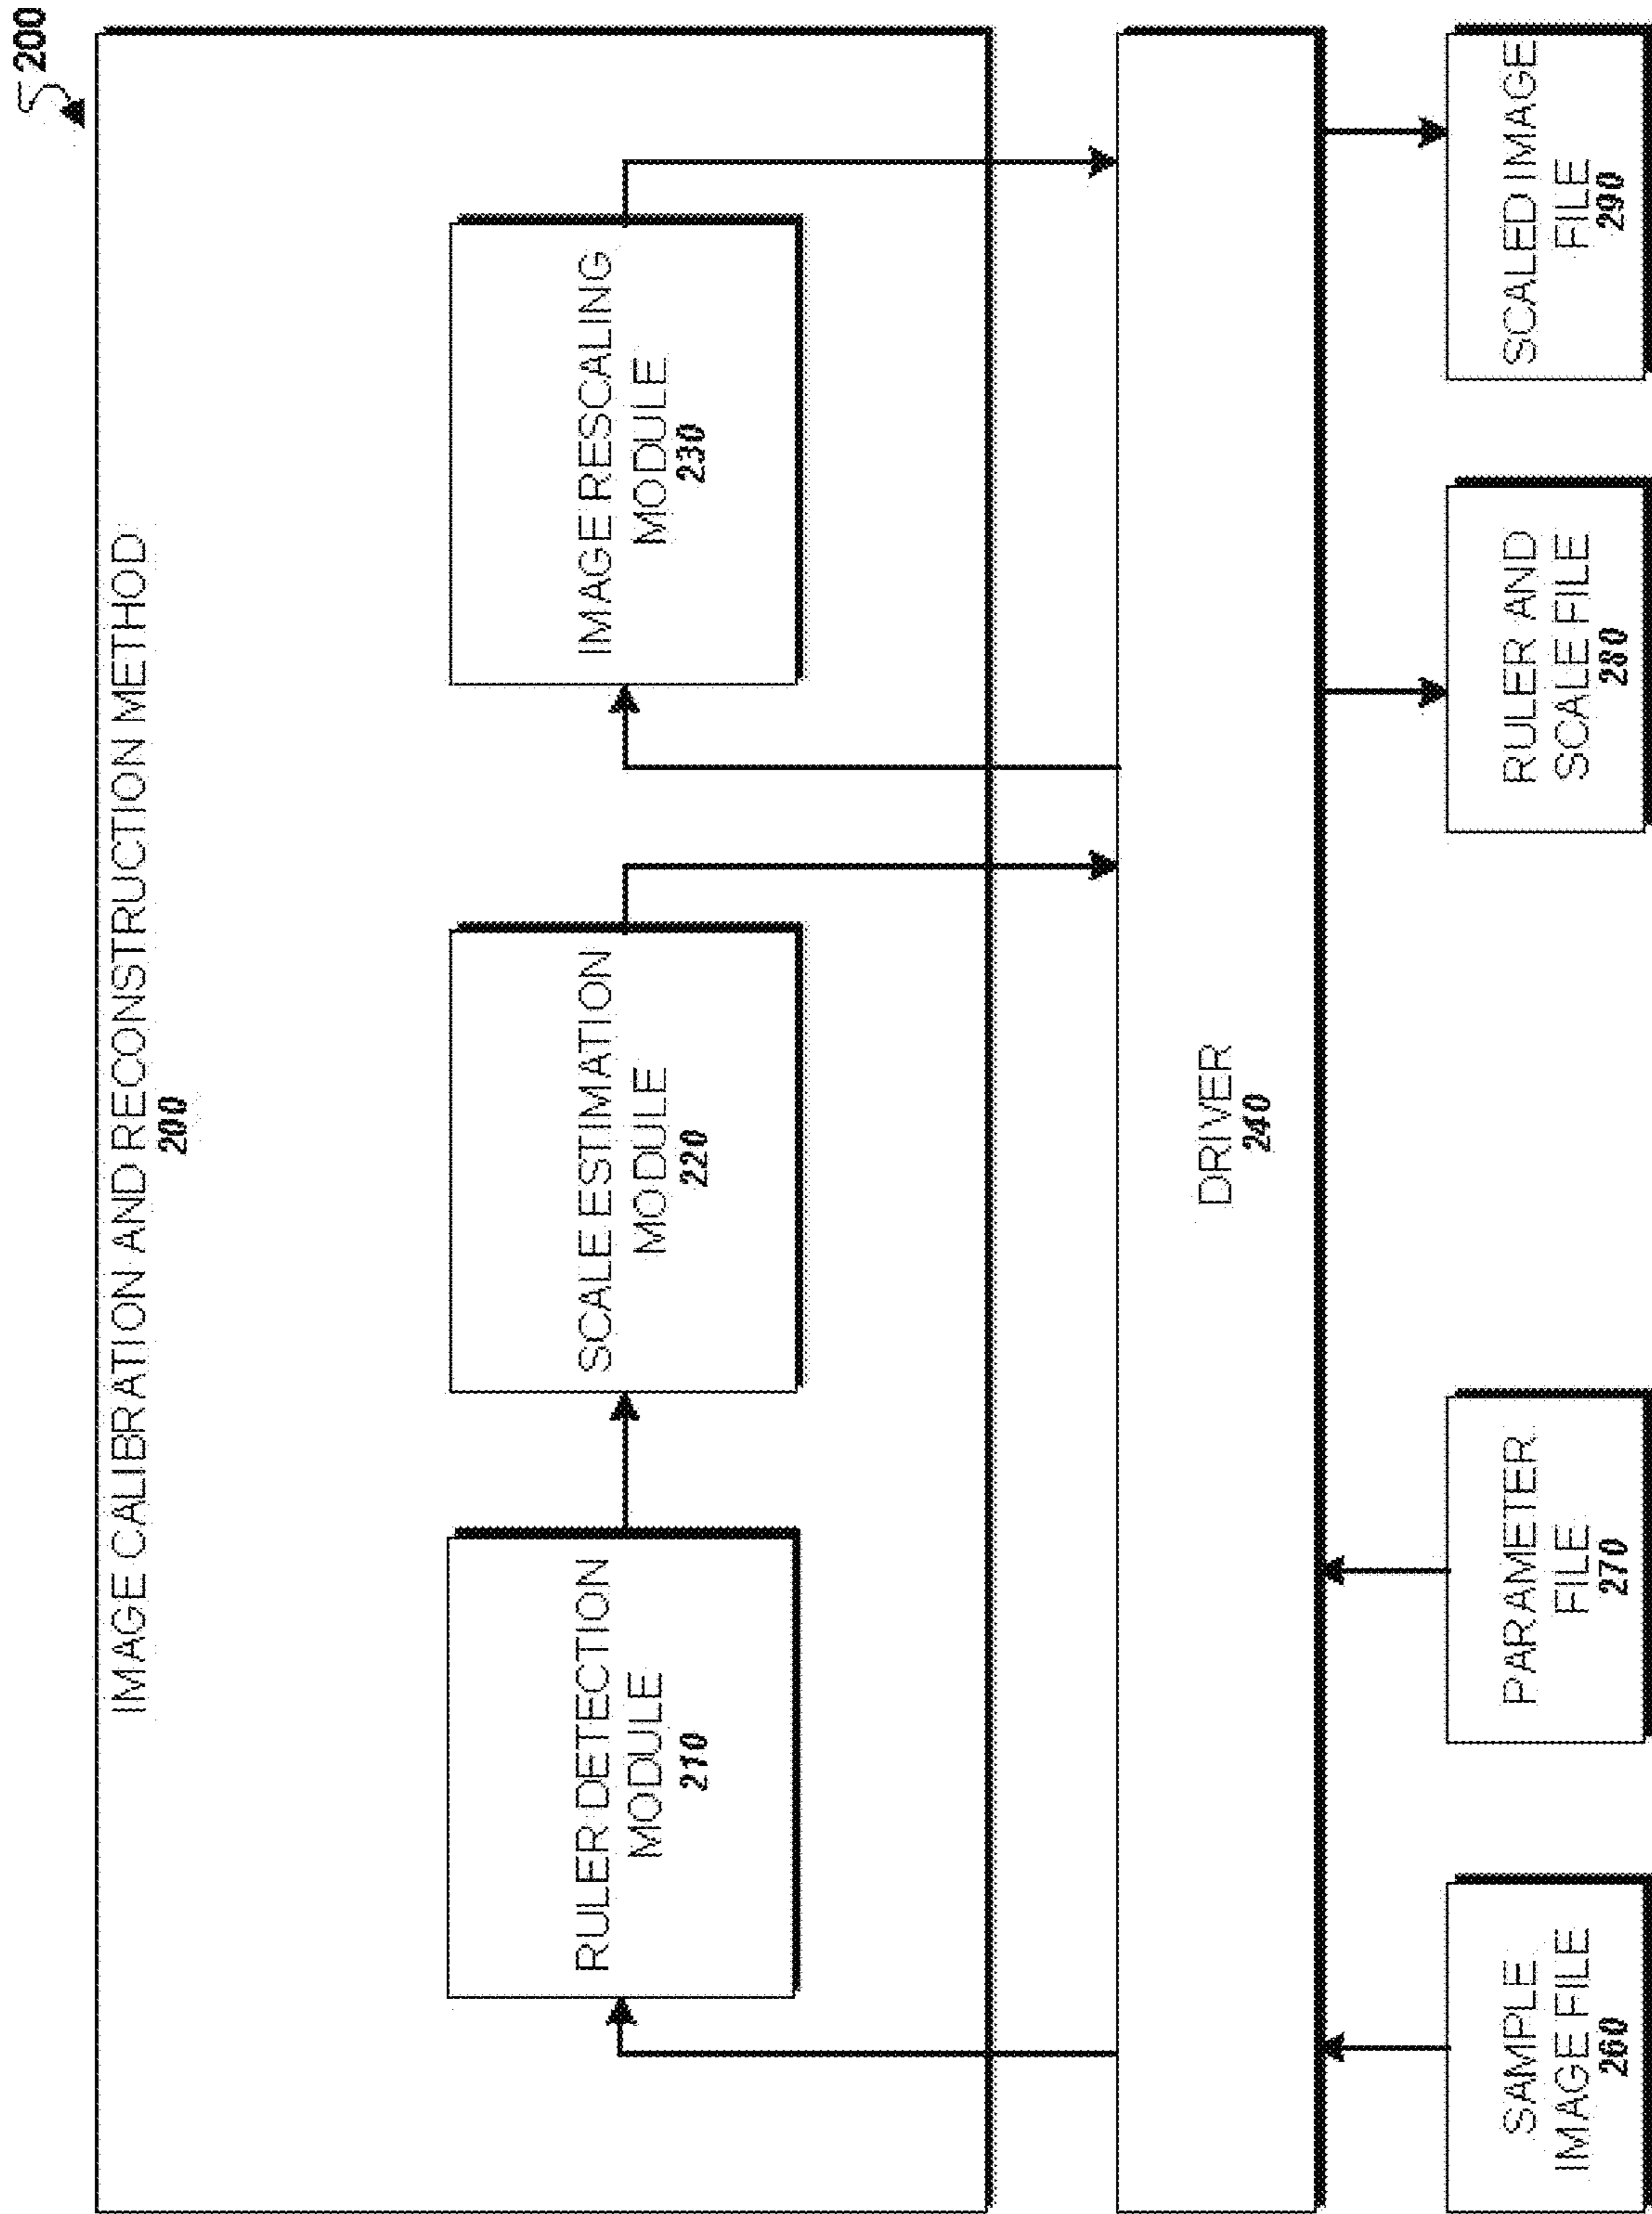 200
IMAGE CALIBRATION AND RECONSTRUCTION METHOD
200
RULER DETECTION
MODULE
210
SCALE ESTIMATION
MODULE
220
IMAGE RESCALING
MODULE
230
DRIVER
240
SAMPLE
IMAGE FILE
260
PARAMETER
FILE
270
RULER AND
SCALE FILE
280
SCALED IMAGE
FILE
290